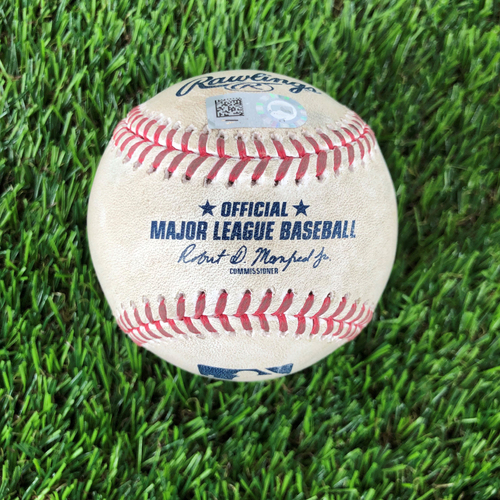 Rawlings
R
★ OFFICIAL ★
MAJOR LEAGUE BASEBALL
Robert D. Manfred Jr.
COMMISSIONER